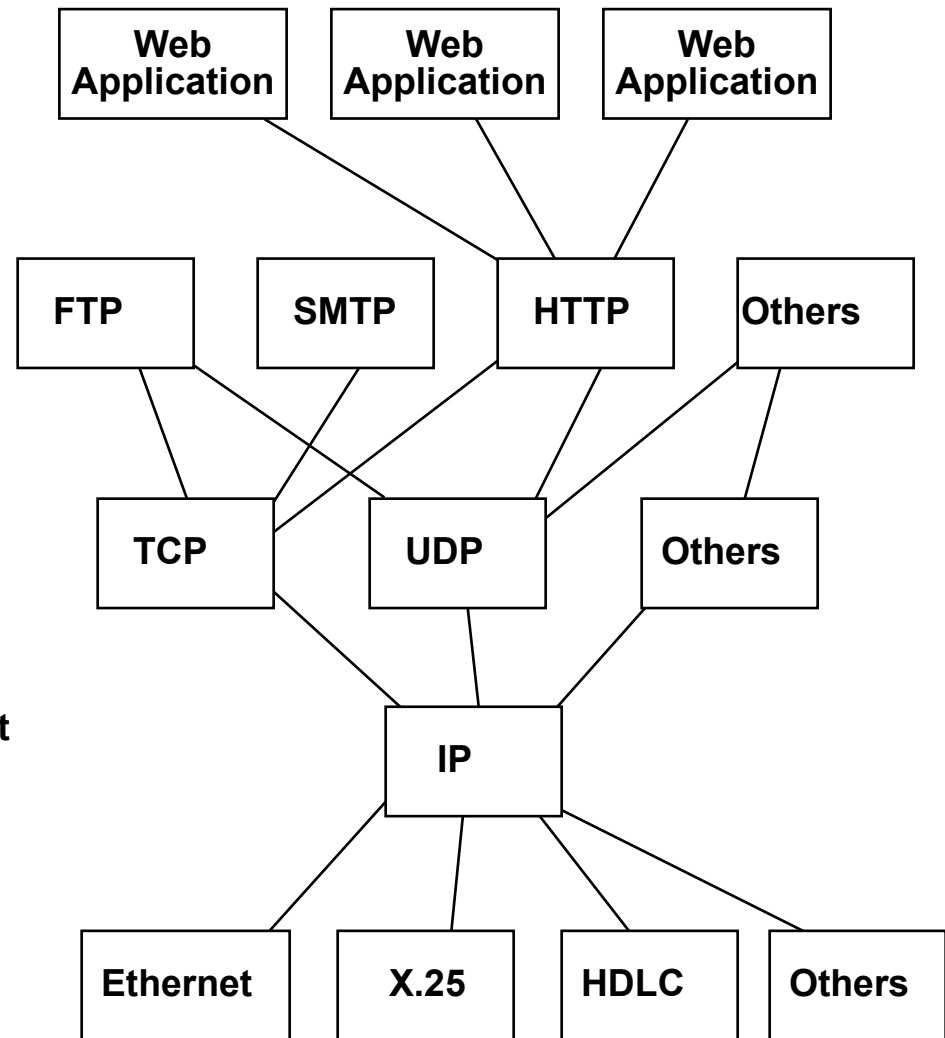 Web Web Web
Application Application Application
FTP SMTP HTTP Others
TCP UDP Others
t
IP
Ethernet X.25 HDLC Others